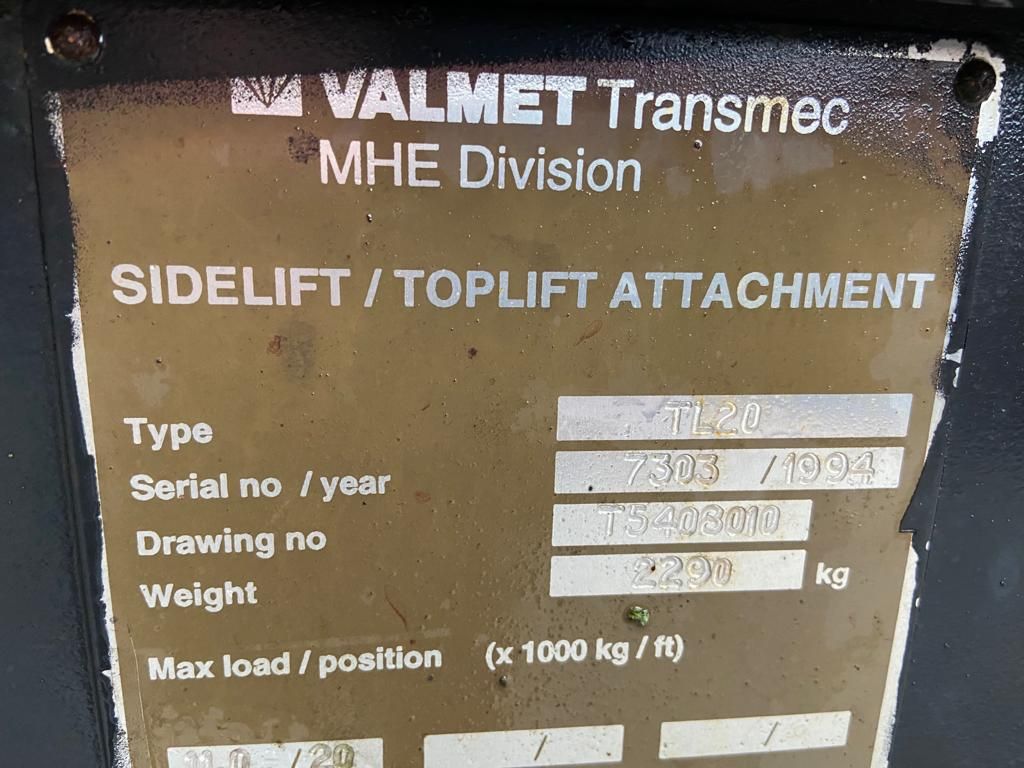 VALMET Transmec
MHE Division
SIDELIFT / TOPLIFT ATTACHMENT
Type TL20
Serial no / year 7303 / 1994
Drawing no T5408010
Weight 2290 kg
Max load / position (x 1000 kg / ft)
/20 / /